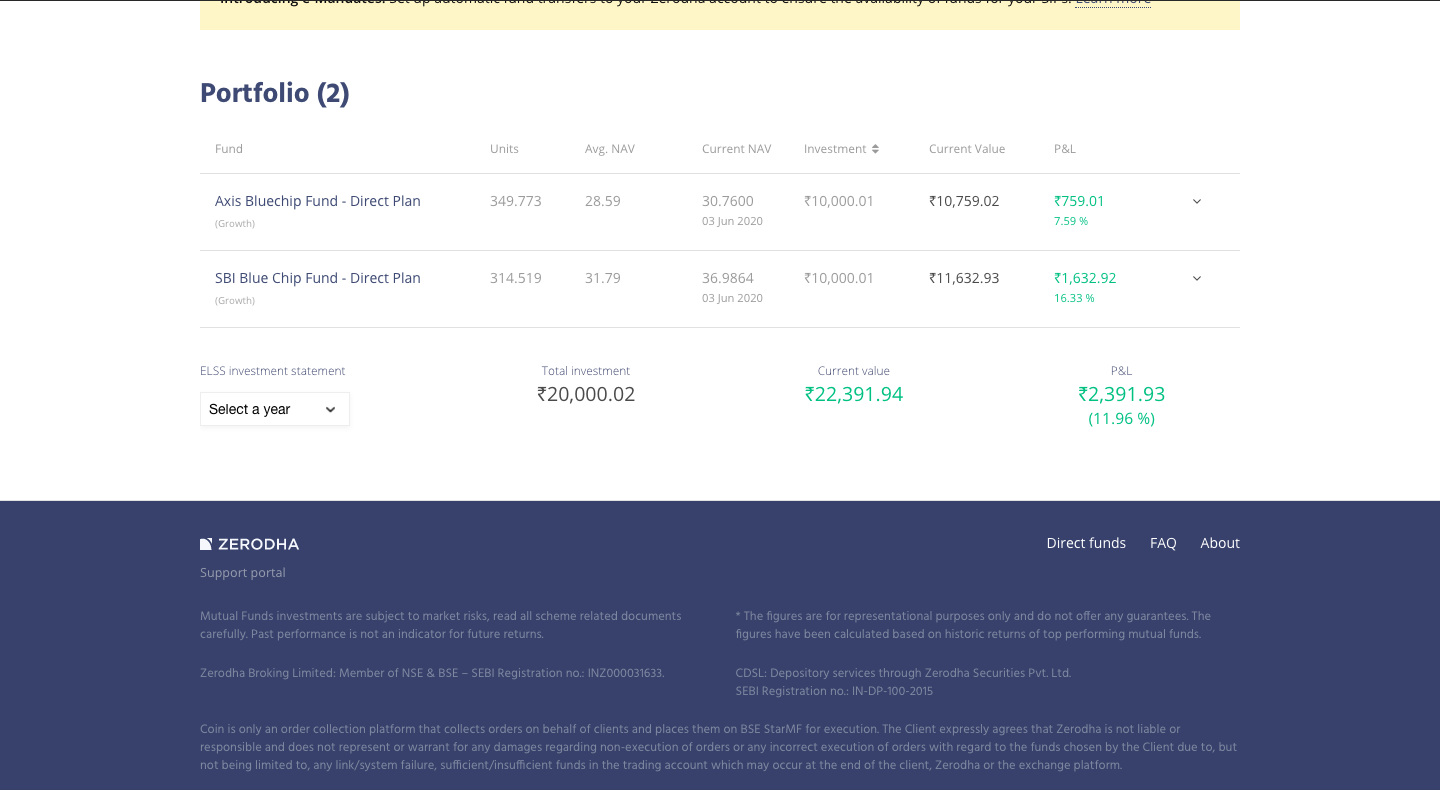 Introducing e-Mandates. Set up automatic fund transfers to your Zerodha account to ensure the availability of funds for your SIPs. Learn more
Portfolio (2)
Fund Units Avg. NAV Current NAV Investment Current Value P&L
Axis Bluechip Fund - Direct Plan 349.773 28.59 30.7600 ₹10,000.01 ₹10,759.02 ₹759.01
(Growth) 03 Jun 2020 7.59 %
SBI Blue Chip Fund - Direct Plan 314.519 31.79 36.9864 ₹10,000.01 ₹11,632.93 ₹1,632.92
(Growth) 03 Jun 2020 16.33 %
ELSS investment statement Total investment Current value P&L
Select a year ₹20,000.02 ₹22,391.94 ₹2,391.93
(11.96 %)
ZERODHA Direct funds FAQ About
Support portal
Mutual Funds investments are subject to market risks, read all scheme related documents
carefully. Past performance is not an indicator for future returns.
* The figures are for representational purposes only and do not offer any guarantees. The
figures have been calculated based on historic returns of top performing mutual funds.
Zerodha Broking Limited: Member of NSE & BSE – SEBI Registration no.: INZ000031633.
CDSL: Depository services through Zerodha Securities Pvt. Ltd.
SEBI Registration no.: IN-DP-100-2015
Coin is only an order collection platform that collects orders on behalf of clients and places them on BSE StarMF for execution. The Client expressly agrees that Zerodha is not liable or
responsible and does not represent or warrant for any damages regarding non-execution of orders or any incorrect execution of orders with regard to the funds chosen by the Client due to, but
not being limited to, any link/system failure, sufficient/insufficient funds in the trading account which may occur at the end of the client, Zerodha or the exchange platform.